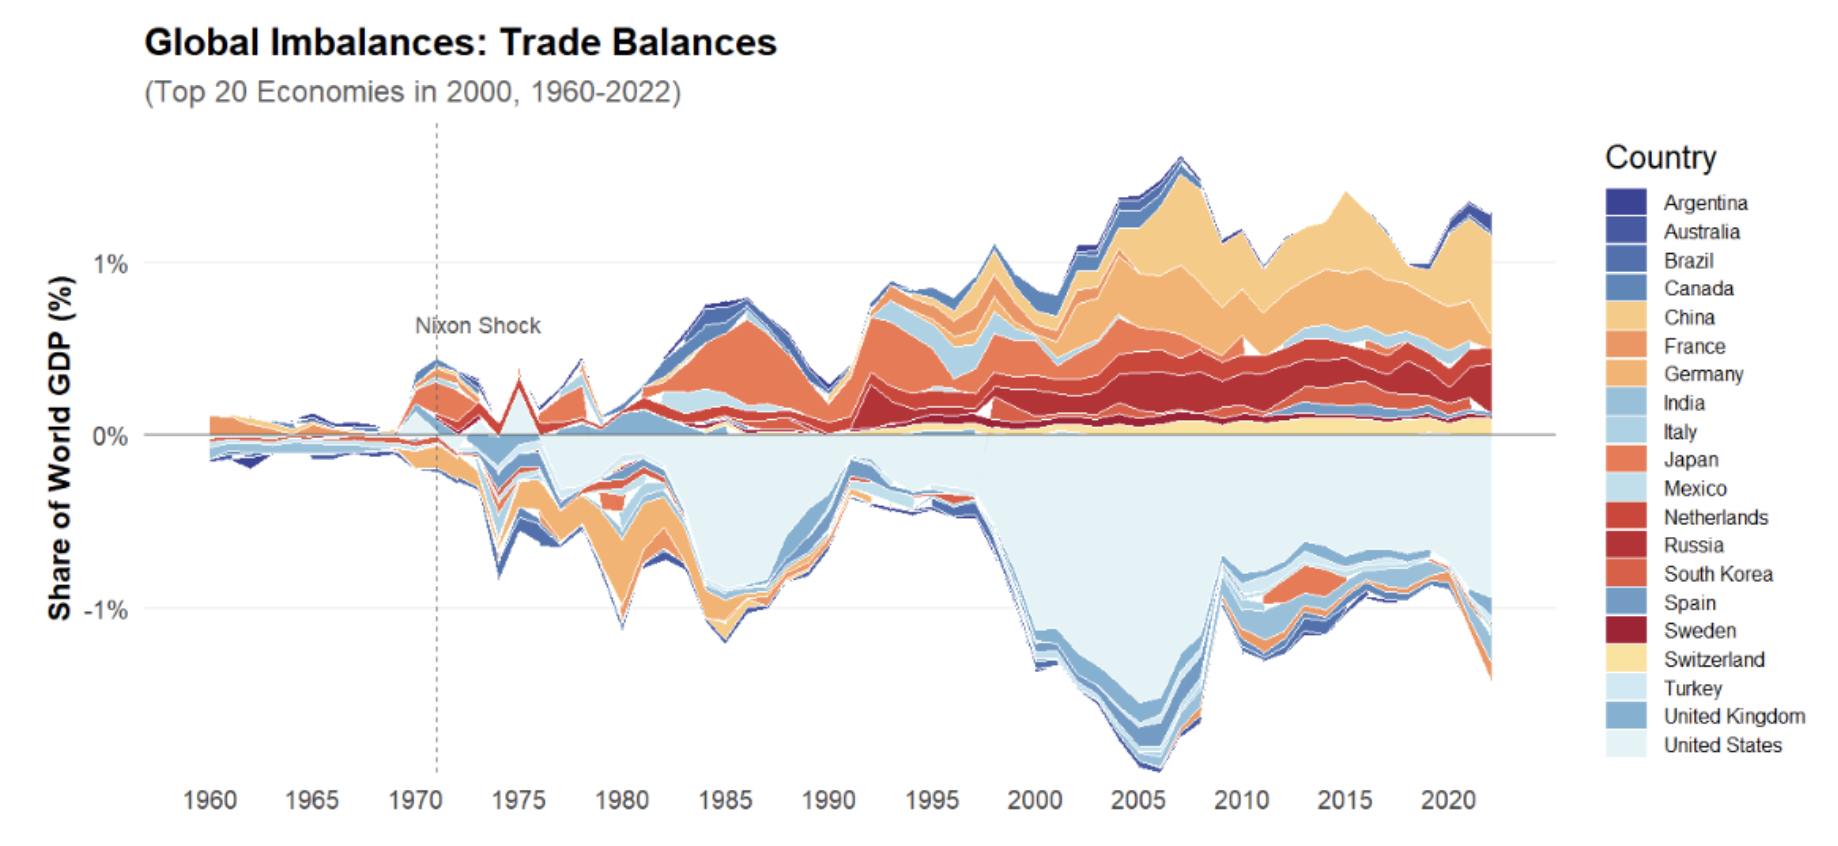 Global Imbalances: Trade Balances
(Top 20 Economies in 2000, 1960-2022)
Share of World GDP (%)
1%
0%
-1%
Nixon Shock
1960 1965 1970 1975 1980 1985 1990 1995 2000 2005 2010 2015 2020
Country
Argentina
Australia
Brazil
Canada
China
France
Germany
India
Italy
Japan
Mexico
Netherlands
Russia
South Korea
Spain
Sweden
Switzerland
Turkey
United Kingdom
United States